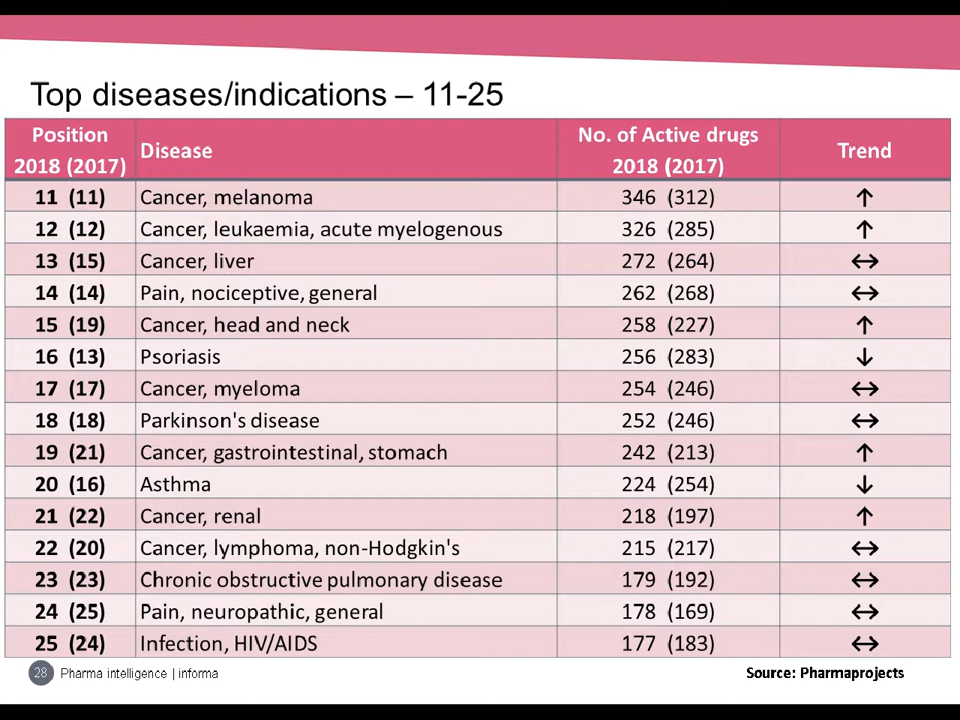 Top diseases/indications – 11-25
Position 2018 (2017) Disease No. of Active drugs 2018 (2017) Trend
11 (11) Cancer, melanoma 346 (312) ↑
12 (12) Cancer, leukaemia, acute myelogenous 326 (285) ↑
13 (15) Cancer, liver 272 (264) ↔
14 (14) Pain, nociceptive, general 262 (268) ↔
15 (19) Cancer, head and neck 258 (227) ↑
16 (13) Psoriasis 256 (283) ↓
17 (17) Cancer, myeloma 254 (246) ↔
18 (18) Parkinson's disease 252 (246) ↔
19 (21) Cancer, gastrointestinal, stomach 242 (213) ↑
20 (16) Asthma 224 (254) ↓
21 (22) Cancer, renal 218 (197) ↑
22 (20) Cancer, lymphoma, non-Hodgkin's 215 (217) ↔
23 (23) Chronic obstructive pulmonary disease 179 (192) ↔
24 (25) Pain, neuropathic, general 178 (169) ↔
25 (24) Infection, HIV/AIDS 177 (183) ↔
28 Pharma intelligence | informa Source: Pharmaprojects